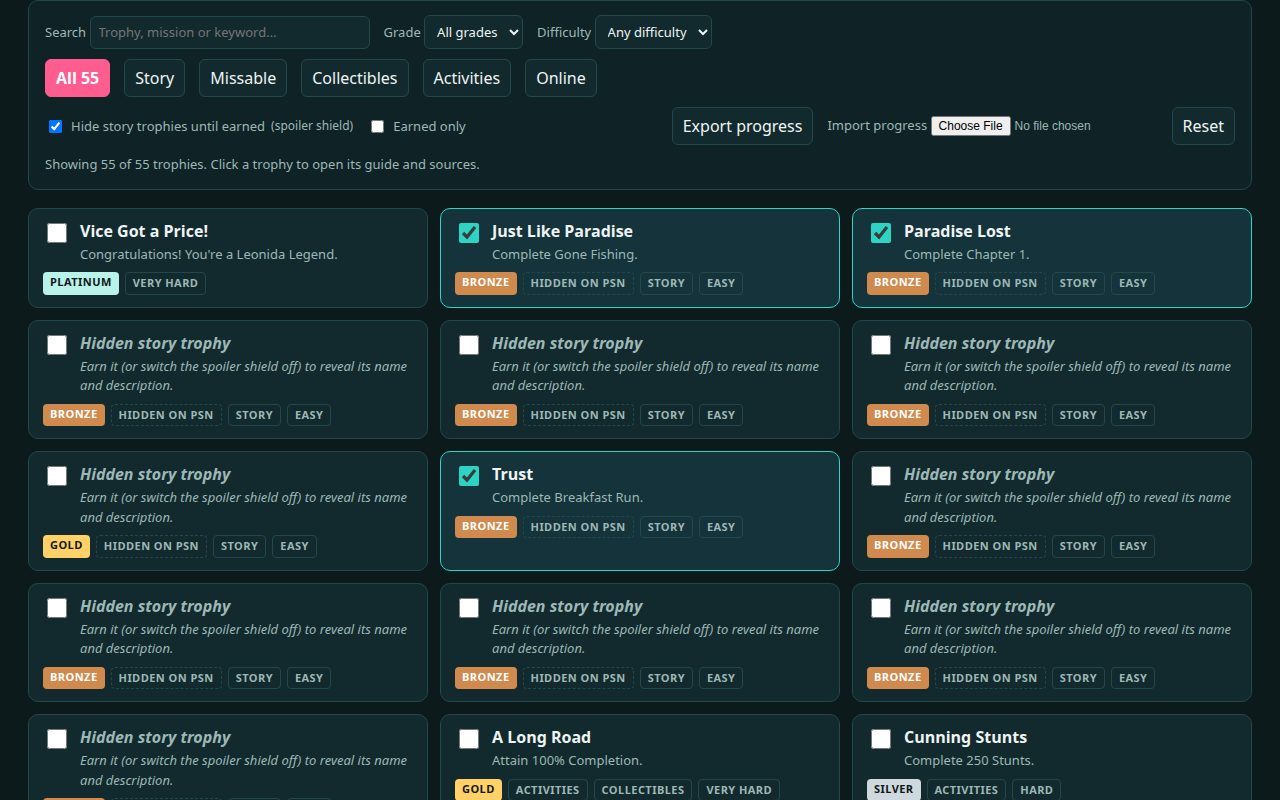 Search Trophy, mission or keyword... Grade All grades Difficulty Any difficulty
All 55 Story Missable Collectibles Activities Online
Hide story trophies until earned (spoiler shield) Earned only Export progress Import progress Choose File No file chosen Reset
Showing 55 of 55 trophies. Click a trophy to open its guide and sources.
Vice Got a Price!
Congratulations! You're a Leonida Legend.
PLATINUM VERY HARD
Just Like Paradise
Complete Gone Fishing.
BRONZE HIDDEN ON PSN STORY EASY
Paradise Lost
Complete Chapter 1.
BRONZE HIDDEN ON PSN STORY EASY
Hidden story trophy
Earn it (or switch the spoiler shield off) to reveal its name
and description.
BRONZE HIDDEN ON PSN STORY EASY
Hidden story trophy
Earn it (or switch the spoiler shield off) to reveal its name
and description.
BRONZE HIDDEN ON PSN STORY EASY
Hidden story trophy
Earn it (or switch the spoiler shield off) to reveal its name
and description.
BRONZE HIDDEN ON PSN STORY EASY
Hidden story trophy
Earn it (or switch the spoiler shield off) to reveal its name
and description.
GOLD HIDDEN ON PSN STORY EASY
Trust
Complete Breakfast Run.
BRONZE HIDDEN ON PSN STORY EASY
Hidden story trophy
Earn it (or switch the spoiler shield off) to reveal its name
and description.
BRONZE HIDDEN ON PSN STORY EASY
Hidden story trophy
Earn it (or switch the spoiler shield off) to reveal its name
and description.
BRONZE HIDDEN ON PSN STORY EASY
Hidden story trophy
Earn it (or switch the spoiler shield off) to reveal its name
and description.
BRONZE HIDDEN ON PSN STORY EASY
Hidden story trophy
Earn it (or switch the spoiler shield off) to reveal its name
and description.
BRONZE HIDDEN ON PSN STORY EASY
Hidden story trophy
Earn it (or switch the spoiler shield off) to reveal its name
and description.
A Long Road
Attain 100% Completion.
GOLD ACTIVITIES COLLECTIBLES VERY HARD
Cunning Stunts
Complete 250 Stunts.
SILVER ACTIVITIES HARD